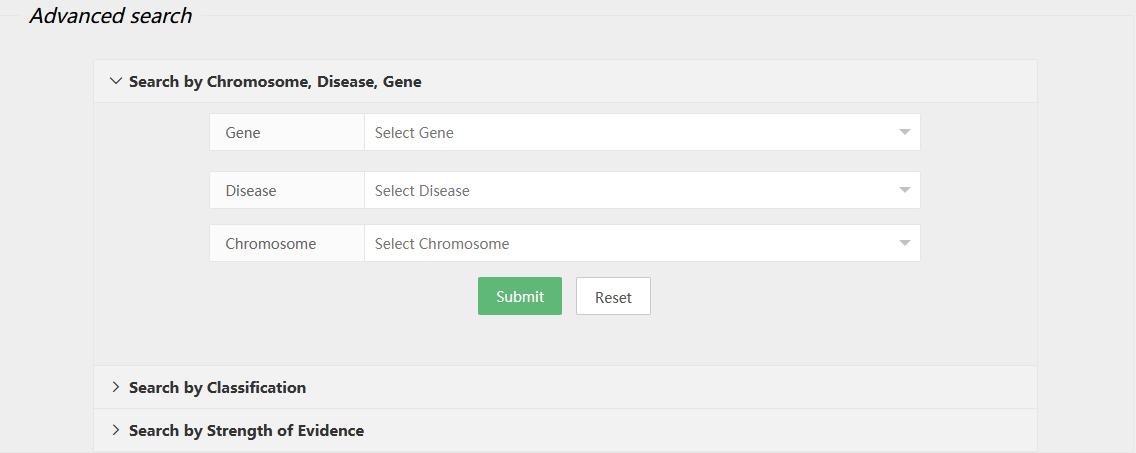 Advanced search
Search by Chromosome, Disease, Gene
Gene Select Gene
Disease Select Disease
Chromosome Select Chromosome
Submit Reset
Search by Classification
Search by Strength of Evidence